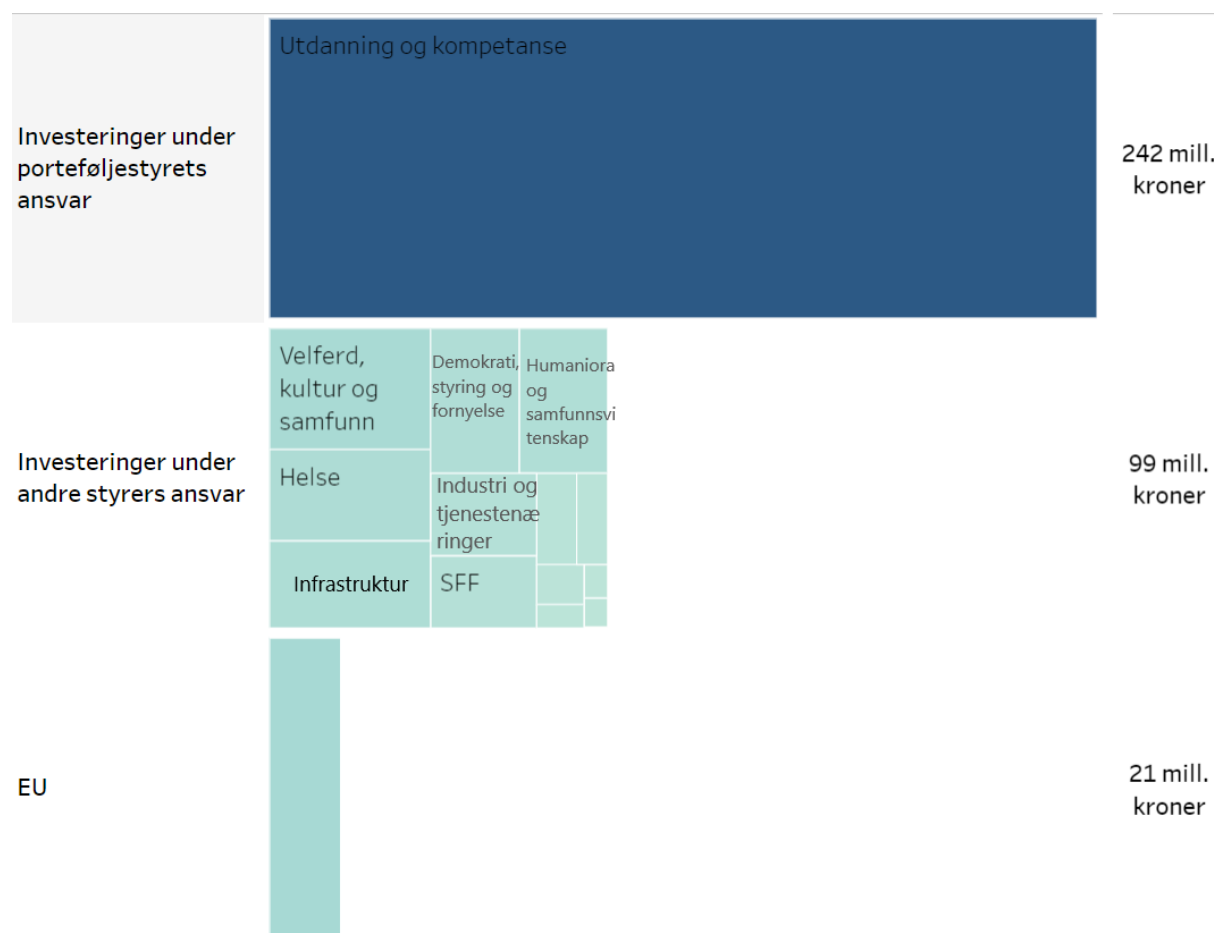 Utdanning og kompetanse
Investeringer under
porteføljestyrets
ansvar
242 mill.
kroner
Velferd,
kultur og
samfunn
Demokrati,
styring og
fornyelse
Humaniora
og
samfunnsvi
tenskap
Helse
Industri og
tjenestenæ
ringer
Infrastruktur
SFF
Investeringer under
andre styrers ansvar
99 mill.
kroner
EU
21 mill.
kroner